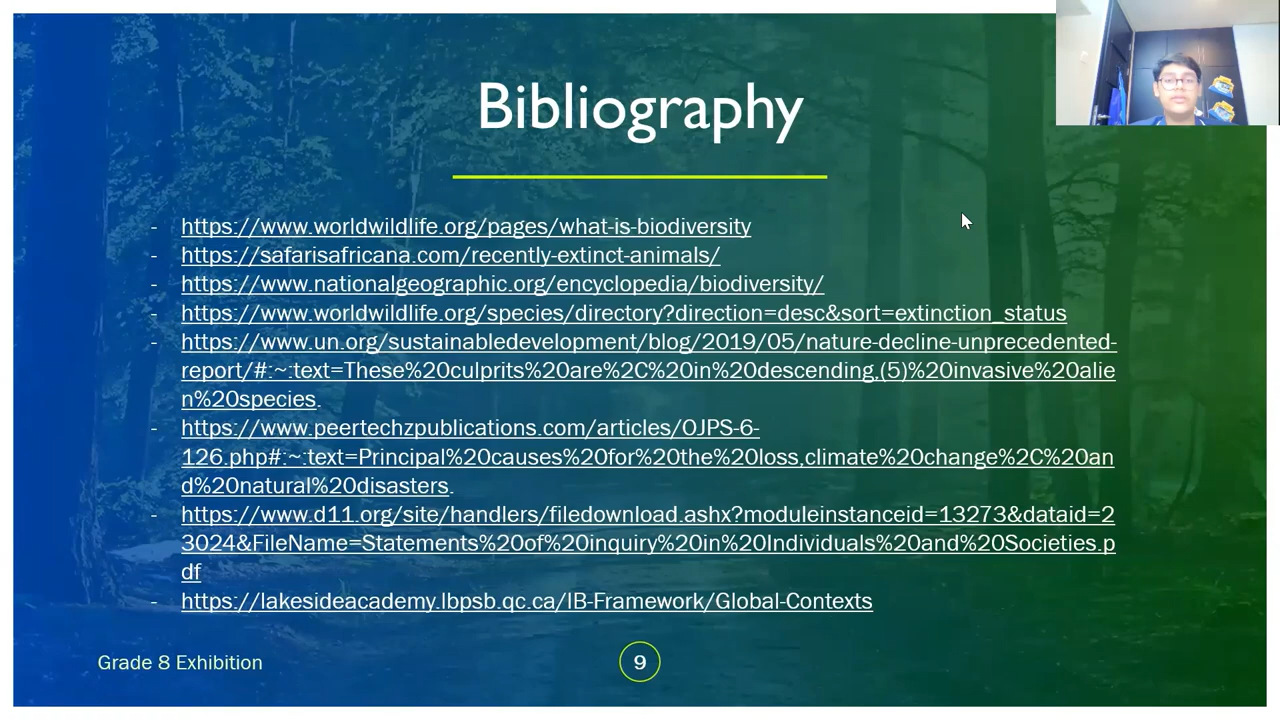 Bibliography
- https://www.worldwildlife.org/pages/what-is-biodiversity
- https://safarisafricana.com/recently-extinct-animals/
- https://www.nationalgeographic.org/encyclopedia/biodiversity/
- https://www.worldwildlife.org/species/directory?direction=desc&sort=extinction_status
- https://www.un.org/sustainabledevelopment/blog/2019/05/nature-decline-unprecedented-
report/#:~:text=These%20culprits%20are%2C%20in%20descending,(5)%20invasive%20alie
n%20species.
- https://www.peertechzpublications.com/articles/OJPS-6-
126.php#:~:text=Principal%20causes%20for%20the%20loss,climate%20change%2C%20an
d%20natural%20disasters.
- https://www.d11.org/site/handlers/filedownload.ashx?moduleinstanceid=13273&dataid=2
3024&FileName=Statements%20of%20inquiry%20in%20Individuals%20and%20Societies.p
df
- https://lakesideacademy.lbpsb.qc.ca/IB-Framework/Global-Contexts
Grade 8 Exhibition
9